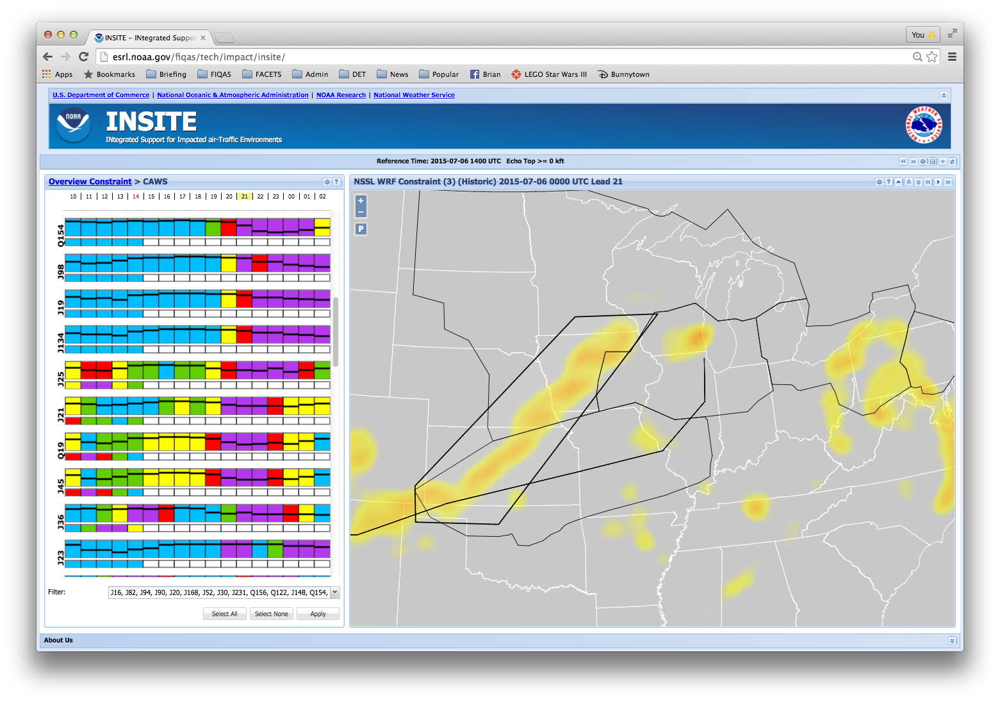 INSITE – INtegrated Suppo
You
esrl.noaa.gov/fiqas/tech/impact/insite/
Apps Bookmarks Briefing FIQAS FACETS Admin DET News Popular Brian LEGO Star Wars III Bunnytown
U.S. Department of Commerce | National Oceanic & Atmospheric Administration | NOAA Research | National Weather Service
NOAA
INSITE
INtegrated Support for Impacted air-Traffic Environments
NATIONAL WEATHER SERVICE
Reference Time: 2015-07-06 1400 UTC Echo Top >= 0 kft
Overview Constraint > CAWS
NSSL WRF Constraint (3) (Historic) 2015-07-06 0000 UTC Lead 21
10 | 11 | 12 | 13 | 14 | 15 | 16 | 17 | 18 | 19 | 20 | 21 | 22 | 23 | 00 | 01 | 02
+
−
P
Q154
J98
J19
J134
J25
J21
Q19
J45
J36
J23
Filter: J16, J82, J94, J90, J20, J168, J52, J30, J231, Q156, Q122, J148, Q154,
Select All Select None Apply
About Us